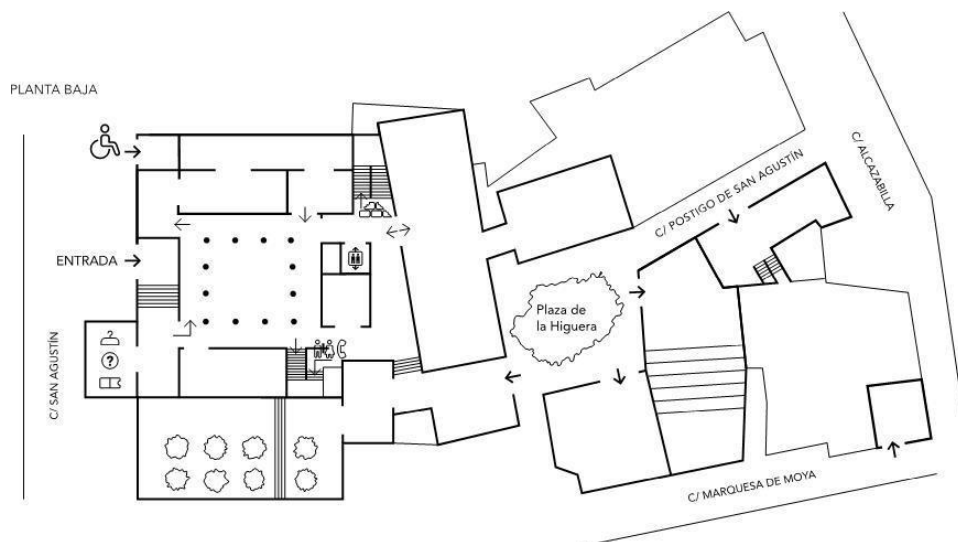 PLANTA BAJA
C/ ALCAZABILLA
C/ POSTIGO DE SAN AGUSTÍN
ENTRADA
Plaza de
la Higuera
C/ SAN AGUSTÍN
?
C/ MARQUESA DE MOYA